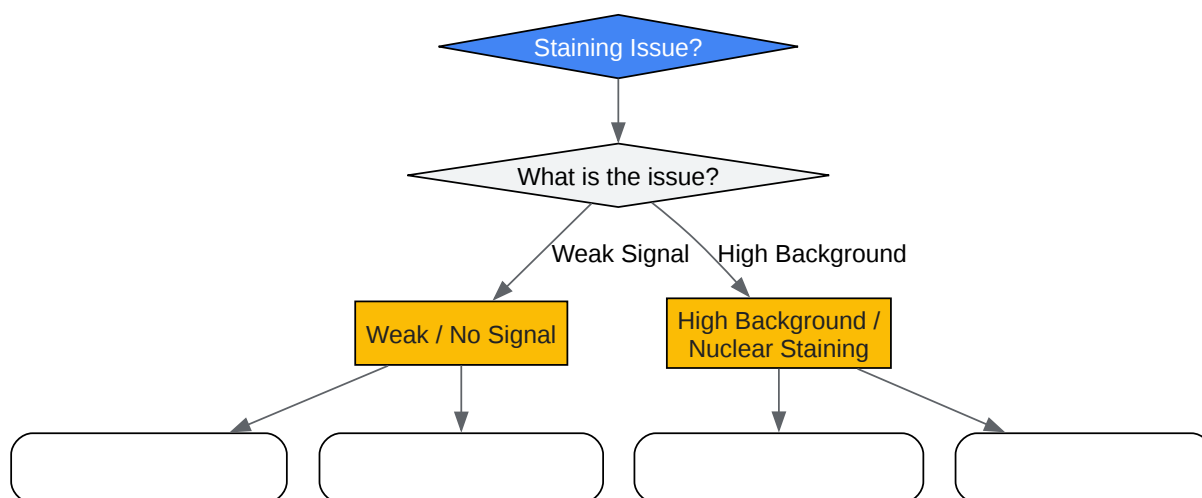 Staining Issue?
What is the issue?
Weak Signal
High Background
Weak / No Signal
High Background /
Nuclear Staining